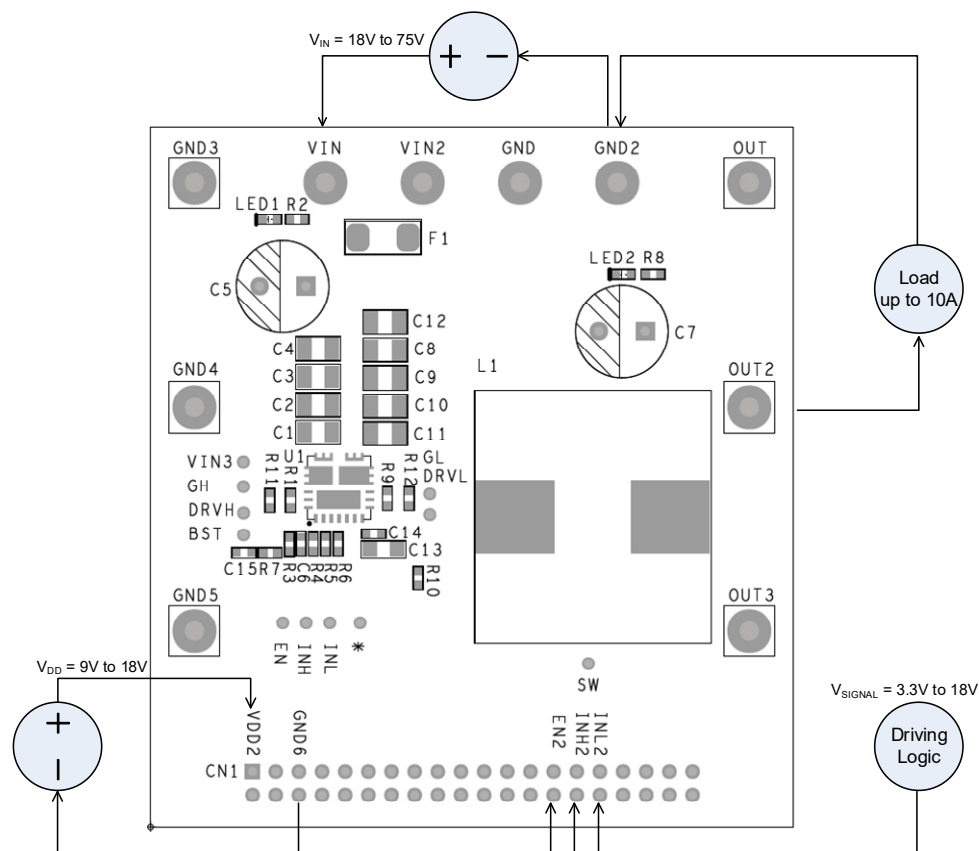 V_IN = 18V to 75V
+ −
GND3 VIN VIN2 GND GND2 OUT
LED1 R2
F1
LED2 R8
C5
Load
up to 10A
C12
C7
C4 C8
L1
GND4 C3 C9 OUT2
C2 C10
C1 C11
U1 GL
VIN3 R11 R1 R9 R12 DRVL
GH
DRVH
BST
C14
C13
C15 R7 R3 C6 R4 R5 R6
R10
GND5 OUT3
EN INH INL *
SW
V_DD = 9V to 18V
V_SIGNAL = 3.3V to 18V
+
−
VDD2 GND6 EN2 INH2 INL2
Driving
Logic
CN1